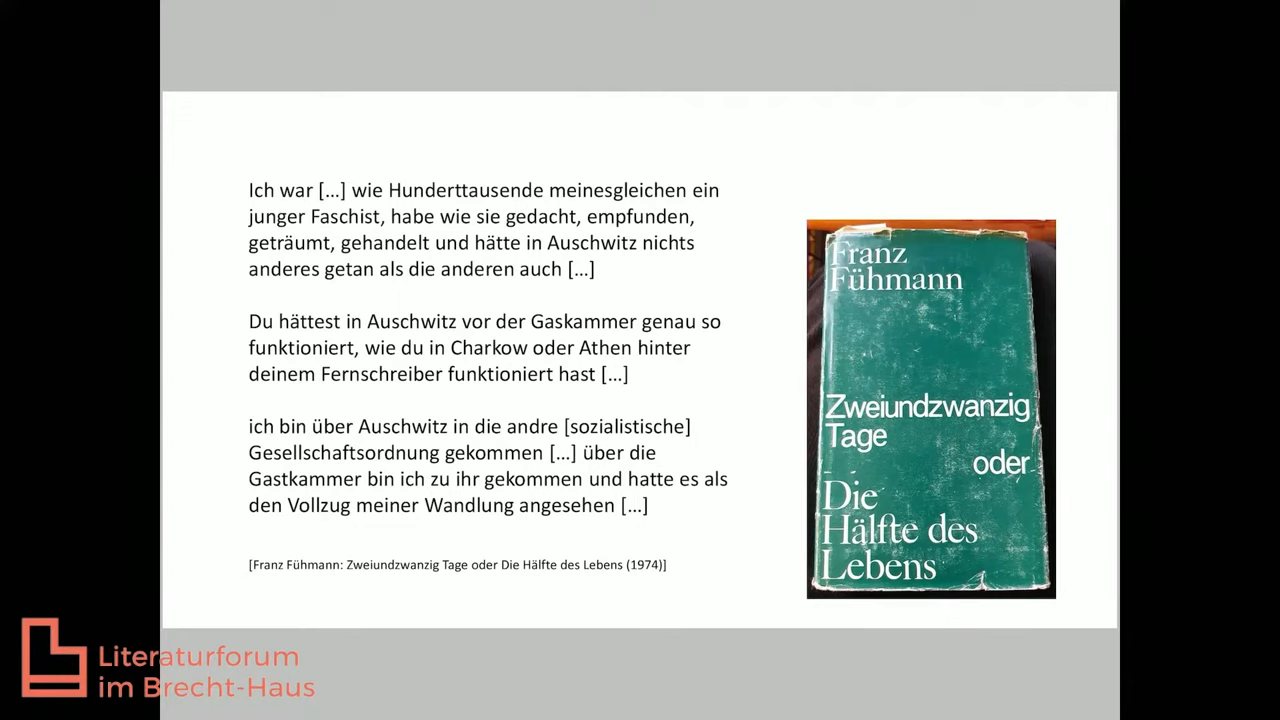 Ich war […] wie Hunderttausende meinesgleichen ein
junger Faschist, habe wie sie gedacht, empfunden,
geträumt, gehandelt und hätte in Auschwitz nichts
anderes getan als die anderen auch […]
Du hättest in Auschwitz vor der Gaskammer genau so
funktioniert, wie du in Charkow oder Athen hinter
deinem Fernschreiber funktioniert hast […]
ich bin über Auschwitz in die andre [sozialistische]
Gesellschaftsordnung gekommen […] über die
Gastkammer bin ich zu ihr gekommen und hatte es als
den Vollzug meiner Wandlung angesehen […]
[Franz Fühmann: Zweiundzwanzig Tage oder Die Hälfte des Lebens (1974)]
Franz
Fühmann
Zweiundzwanzig
Tage
oder
Die
Hälfte des
Lebens
Literaturforum
im Brecht-Haus